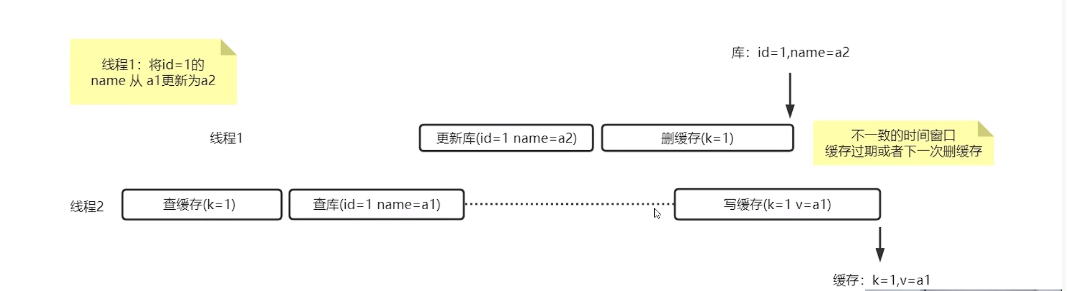 线程1：将id=1的
name 从 a1更新为a2
库：id=1,name=a2
线程1
更新库(id=1 name=a2)
删缓存(k=1)
不一致的时间窗口
缓存过期或者下一次删缓存
线程2
查缓存(k=1)
查库(id=1 name=a1)
写缓存(k=1 v=a1)
缓存：k=1,v=a1